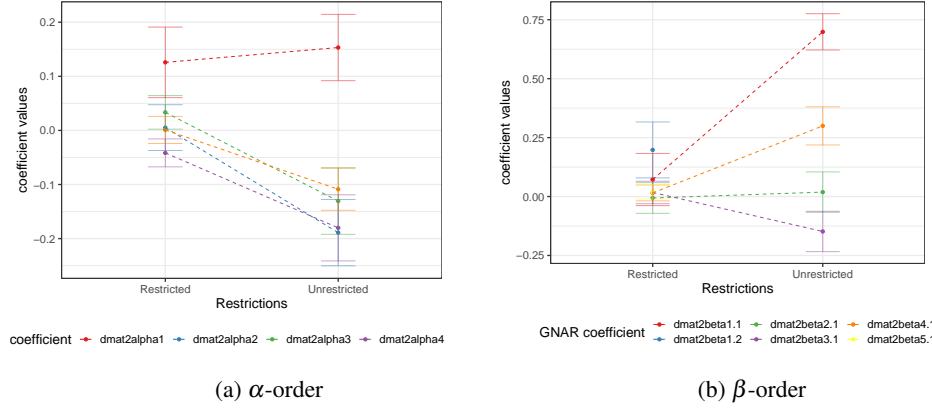 0.2
0.1
0.0
−0.1
−0.2
coefficient values
Restricted Unrestricted
Restrictions
coefficient dmat2alpha1 dmat2alpha2 dmat2alpha3 dmat2alpha4
(a) α-order
0.75
0.50
0.25
0.00
−0.25
coefficient values
Restricted Unrestricted
Restrictions
GNAR coefficient
dmat2beta1.1 dmat2beta2.1 dmat2beta4.1
dmat2beta1.2 dmat2beta3.1 dmat2beta5.1
(b) β-order